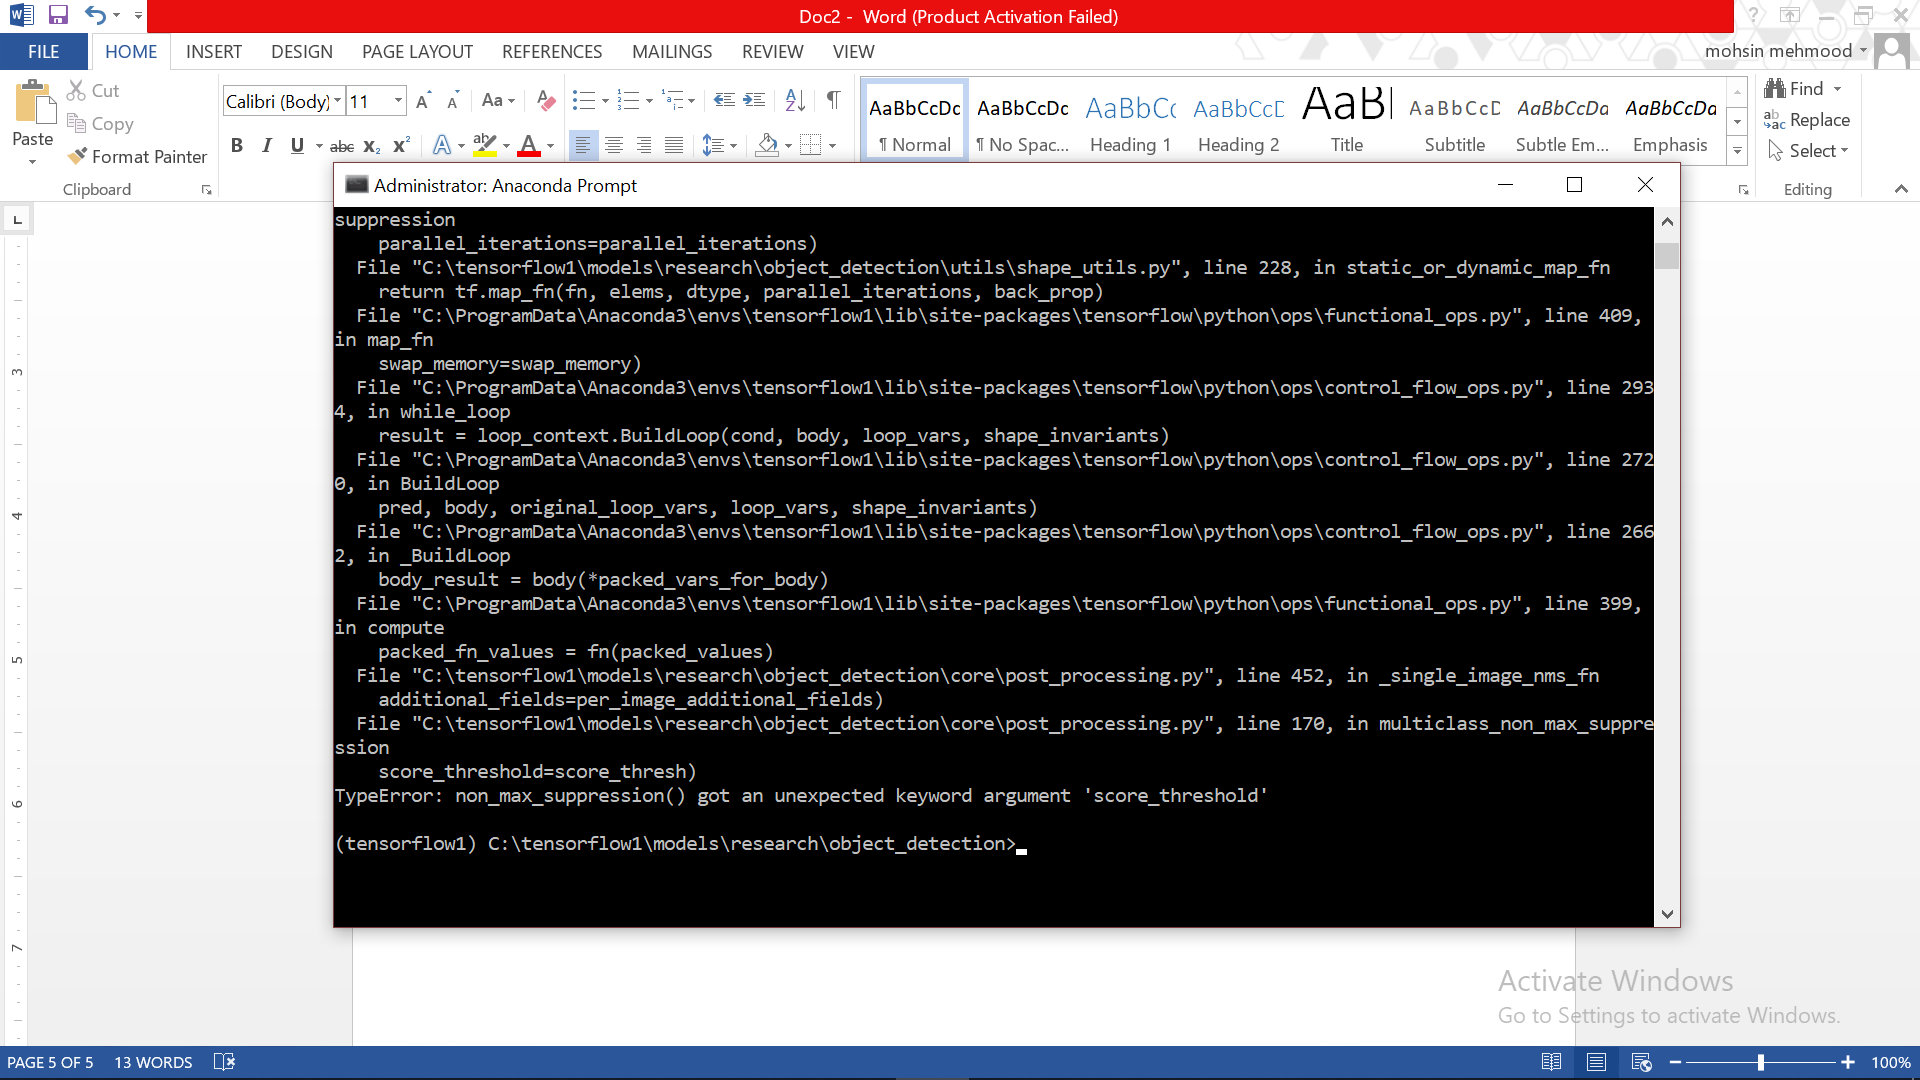 Doc2 - Word (Product Activation Failed)
FILE HOME INSERT DESIGN PAGE LAYOUT REFERENCES MAILINGS REVIEW VIEW
mohsin mehmood
Paste
Cut
Copy
Format Painter
Clipboard
Calibri (Body) 11
Aa
B I U abc x₂ x²
A ab A
AaBbCcDc AaBbCcDc AaBbCc AaBbCcD AaB AaBbCcD AaBbCcDa AaBbCcDa
¶ Normal ¶ No Spac... Heading 1 Heading 2 Title Subtitle Subtle Em... Emphasis
Find
Replace
Select
Editing
Administrator: Anaconda Prompt
suppression
parallel_iterations=parallel_iterations)
File "C:\tensorflow1\models\research\object_detection\utils\shape_utils.py", line 228, in static_or_dynamic_map_fn
return tf.map_fn(fn, elems, dtype, parallel_iterations, back_prop)
File "C:\ProgramData\Anaconda3\envs\tensorflow1\lib\site-packages\tensorflow\python\ops\functional_ops.py", line 409,
in map_fn
swap_memory=swap_memory)
File "C:\ProgramData\Anaconda3\envs\tensorflow1\lib\site-packages\tensorflow\python\ops\control_flow_ops.py", line 293
4, in while_loop
result = loop_context.BuildLoop(cond, body, loop_vars, shape_invariants)
File "C:\ProgramData\Anaconda3\envs\tensorflow1\lib\site-packages\tensorflow\python\ops\control_flow_ops.py", line 272
0, in BuildLoop
pred, body, original_loop_vars, loop_vars, shape_invariants)
File "C:\ProgramData\Anaconda3\envs\tensorflow1\lib\site-packages\tensorflow\python\ops\control_flow_ops.py", line 266
2, in _BuildLoop
body_result = body(*packed_vars_for_body)
File "C:\ProgramData\Anaconda3\envs\tensorflow1\lib\site-packages\tensorflow\python\ops\functional_ops.py", line 399,
in compute
packed_fn_values = fn(packed_values)
File "C:\tensorflow1\models\research\object_detection\core\post_processing.py", line 452, in _single_image_nms_fn
additional_fields=per_image_additional_fields)
File "C:\tensorflow1\models\research\object_detection\core\post_processing.py", line 170, in multiclass_non_max_suppre
ssion
score_threshold=score_thresh)
TypeError: non_max_suppression() got an unexpected keyword argument 'score_threshold'
(tensorflow1) C:\tensorflow1\models\research\object_detection>
3
4
5
6
7
Activate Windows
Go to Settings to activate Windows.
PAGE 5 OF 5 13 WORDS
100%